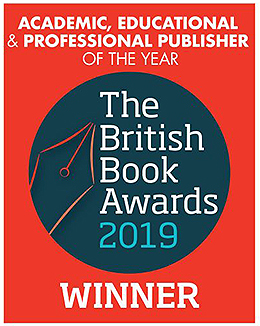 ACADEMIC, EDUCATIONAL
& PROFESSIONAL PUBLISHER
OF THE YEAR
The
British
Book
Awards
2019
WINNER